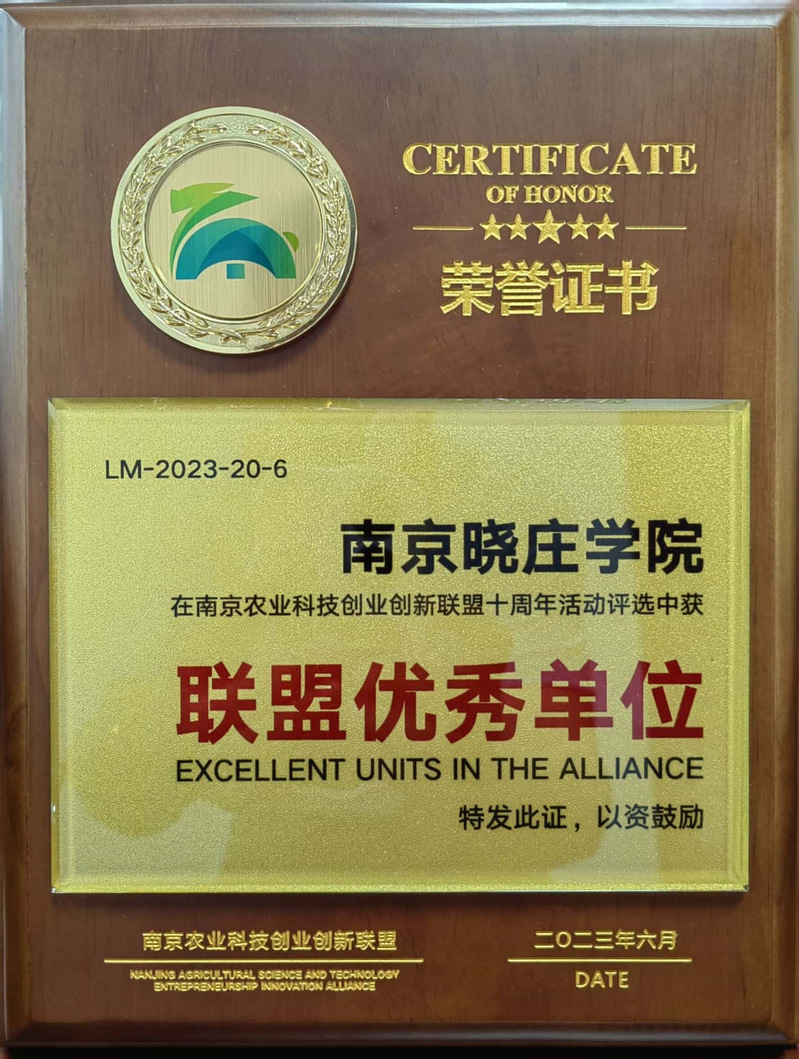 CERTIFICATE
OF HONOR
荣誉证书
LM-2023-20-6
南京晓庄学院
在南京农业科技创业创新联盟十周年活动评选中获
联盟优秀单位
EXCELLENT UNITS IN THE ALLIANCE
特发此证，以资鼓励
南京农业科技创业创新联盟
NANJING AGRICULTURAL SCIENCE AND TECHNOLOGY
ENTREPRENEURSHIP INNOVATION ALLIANCE
二〇二三年六月
DATE